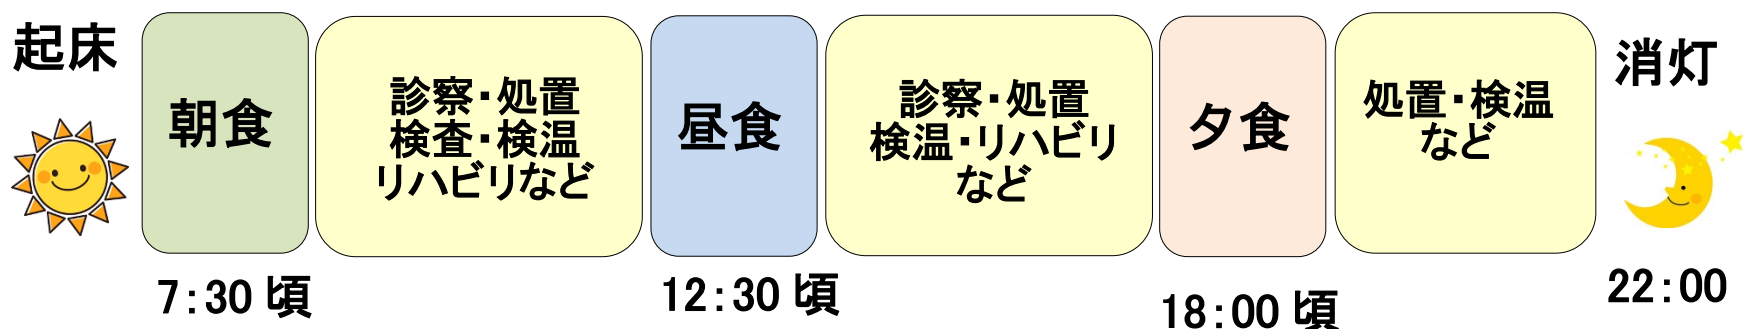 起床
朝食
7:30 頃
診察・処置
検査・検温
リハビリなど
昼食
12:30 頃
診察・処置
検温・リハビリ
など
夕食
18:00 頃
処置・検温
など
消灯
22:00